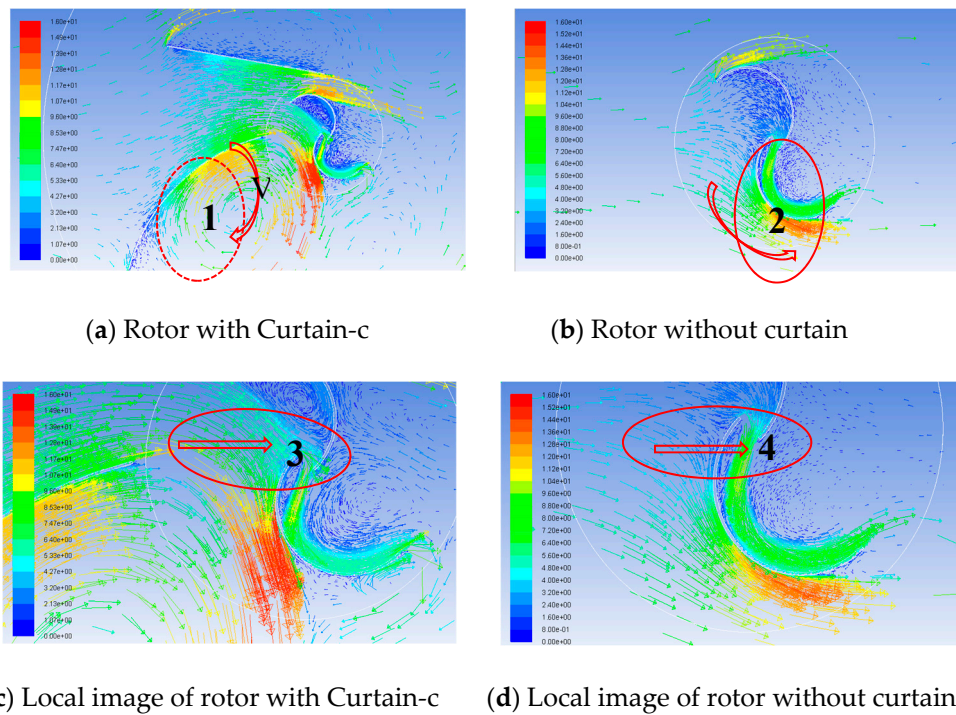 1.60e+01
1.49e+01
1.39e+01
1.28e+01
1.17e+01
1.07e+01
9.60e+00
8.53e+00
7.47e+00
6.40e+00
5.33e+00
4.27e+00
3.20e+00
2.13e+00
1.07e+00
0.00e+00
V
1
1.60e+01
1.52e+01
1.44e+01
1.36e+01
1.28e+01
1.20e+01
1.12e+01
1.04e+01
9.60e+00
8.80e+00
8.00e+00
7.20e+00
6.40e+00
5.60e+00
4.80e+00
4.00e+00
3.20e+00
2.40e+00
1.60e+00
8.00e-01
0.00e+00
2
(a) Rotor with Curtain-c
(b) Rotor without curtain
1.60e+01
1.49e+01
1.39e+01
1.28e+01
1.17e+01
1.07e+01
9.60e+00
8.53e+00
7.47e+00
6.40e+00
5.33e+00
4.27e+00
3.20e+00
2.13e+00
1.07e+00
0.00e+00
3
1.60e+01
1.52e+01
1.44e+01
1.36e+01
1.28e+01
1.20e+01
1.12e+01
1.04e+01
9.60e+00
8.80e+00
8.00e+00
7.20e+00
6.40e+00
5.60e+00
4.80e+00
4.00e+00
3.20e+00
2.40e+00
1.60e+00
8.00e-01
0.00e+00
4
c) Local image of rotor with Curtain-c
(d) Local image of rotor without curtain